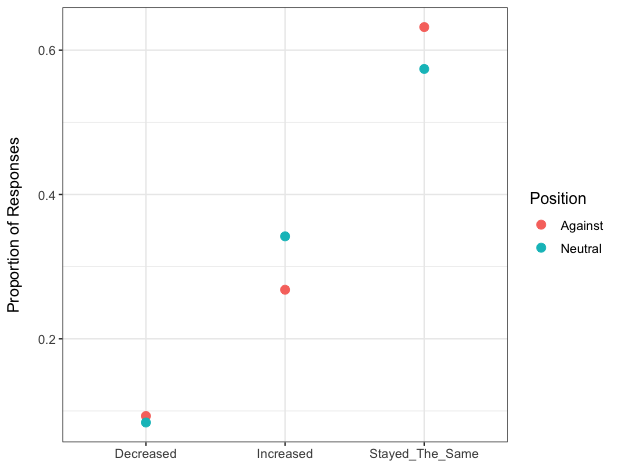 Proportion of Responses
0.6
0.4
0.2
Decreased
Increased
Stayed_The_Same
Position
Against
Neutral